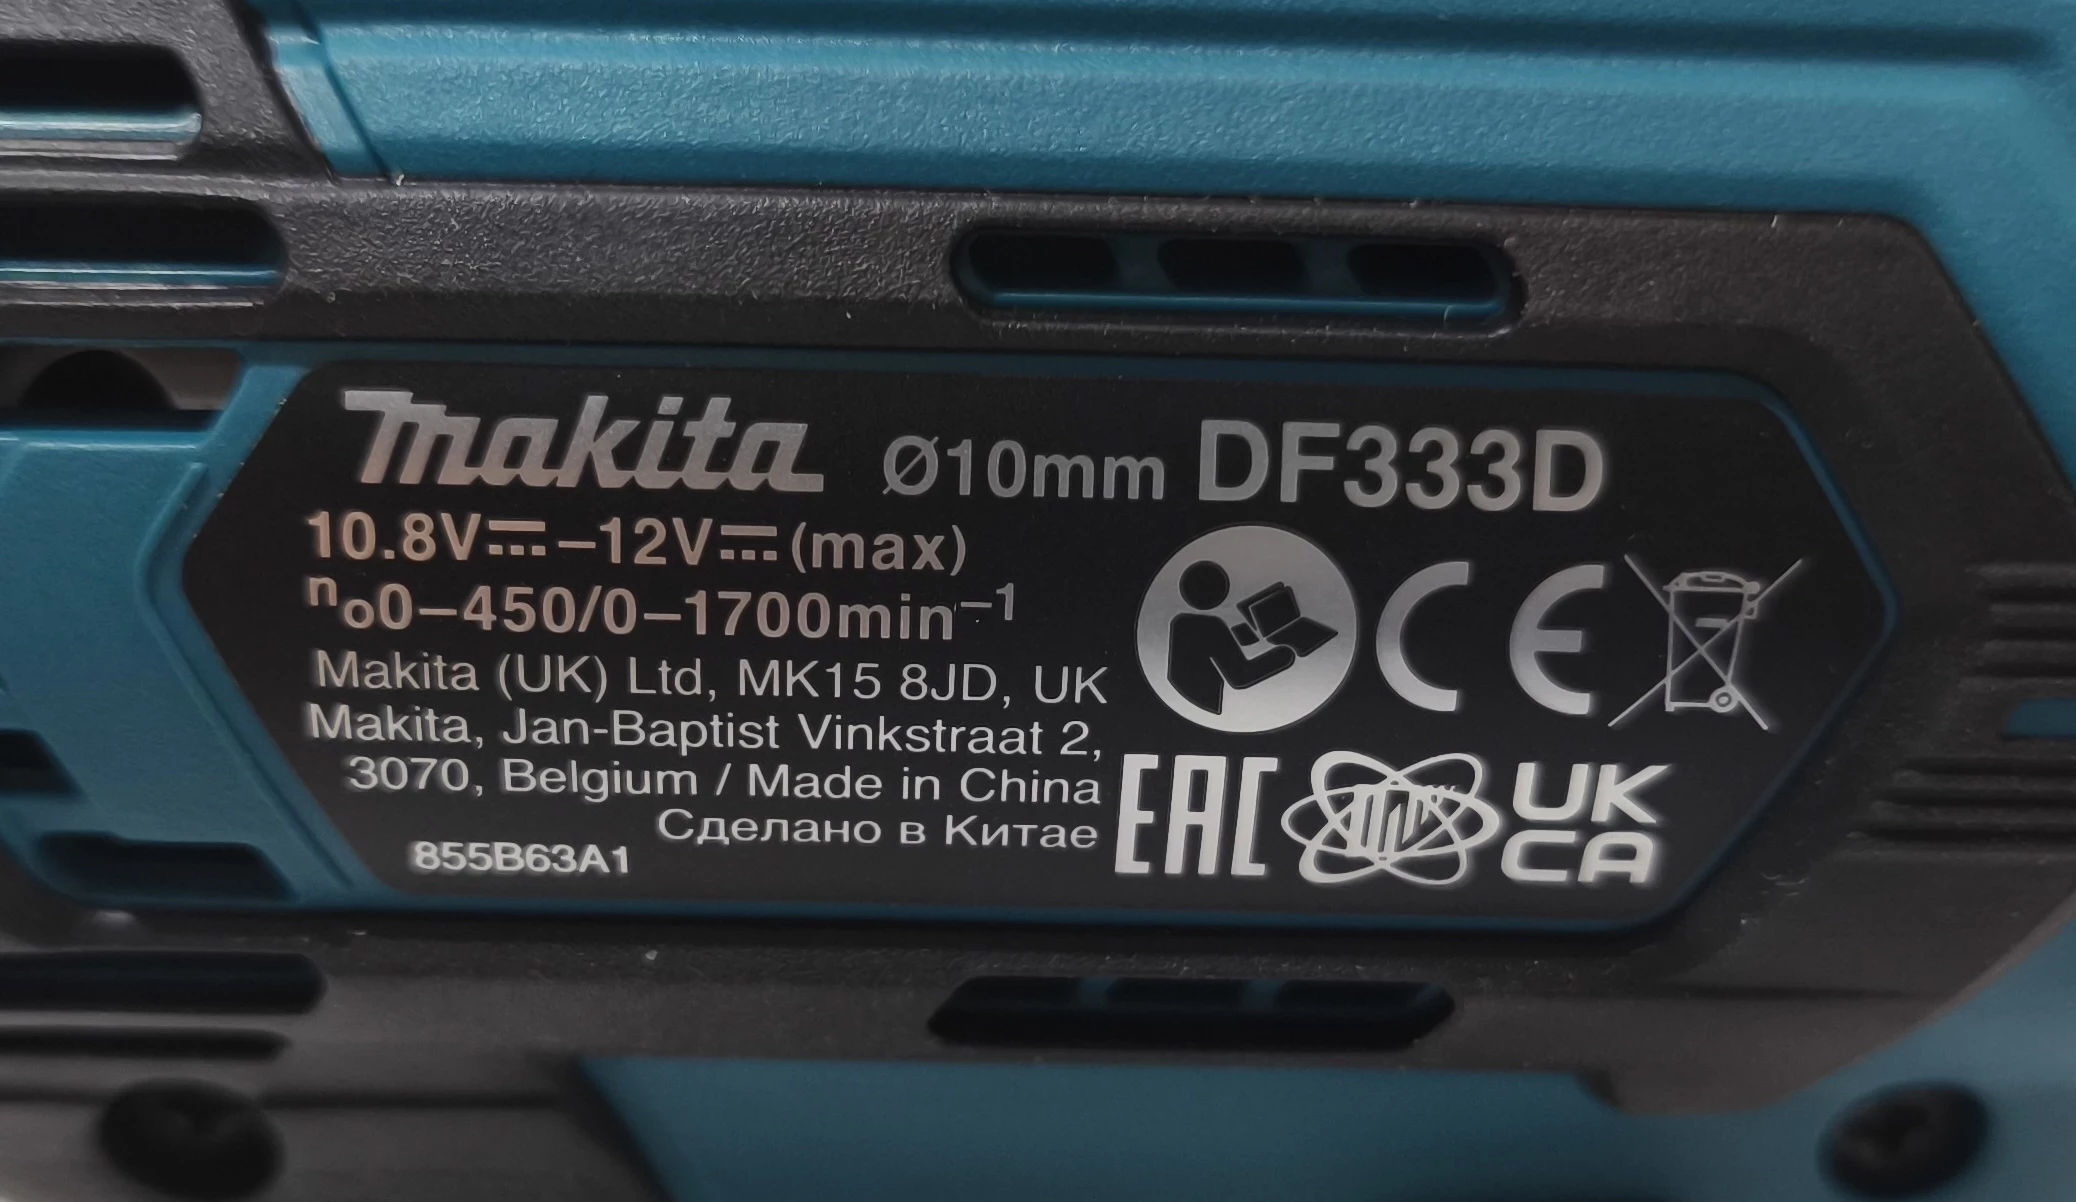 makita Ø10mm DF333D
10.8V⎓–12V⎓(max)
n₀0–450/0–1700min⁻¹
Makita (UK) Ltd, MK15 8JD, UK
Makita, Jan-Baptist Vinkstraat 2,
3070, Belgium / Made in China
Сделано в Китае
855B63A1
CE
EAC
UK
CA